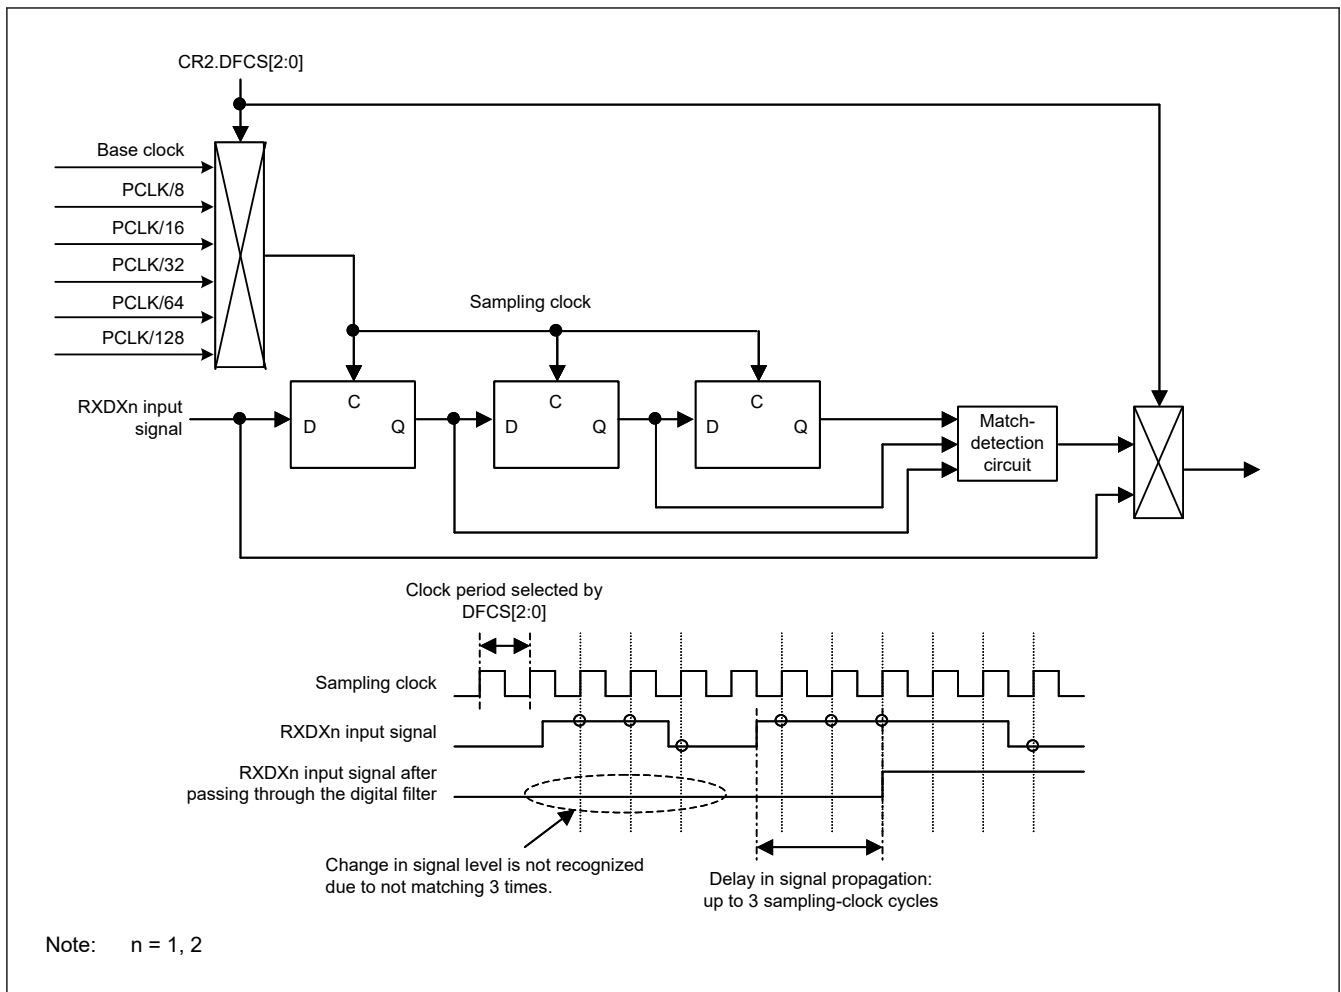 CR2.DFCS[2:0]
Base clock
PCLK/8
PCLK/16
PCLK/32
PCLK/64
PCLK/128
Sampling clock
RXDXn input
signal
C
D
Q
C
D
Q
C
D
Q
Match-
detection
circuit
Clock period selected by
DFCS[2:0]
Sampling clock
RXDXn input signal
RXDXn input signal after
passing through the digital filter
Change in signal level is not recognized
due to not matching 3 times.
Delay in signal propagation:
up to 3 sampling-clock cycles
Note: n = 1, 2